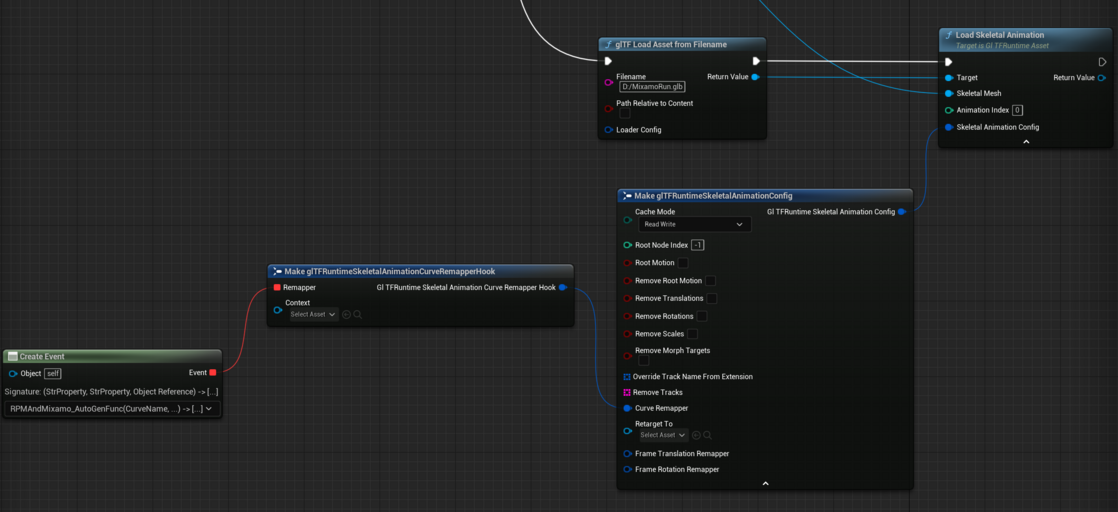 glTF Load Asset from Filename
Filename
D:/MixamoRun.glb
Return Value
Path Relative to Content
Loader Config
Load Skeletal Animation
Target is Gl TFRuntime Asset
Target
Return Value
Skeletal Mesh
Animation Index 0
Skeletal Animation Config
Make glTFRuntimeSkeletalAnimationConfig
Cache Mode
Read Write
Gl TFRuntime Skeletal Animation Config
Root Node Index -1
Root Motion
Remove Root Motion
Remove Translations
Remove Rotations
Remove Scales
Remove Morph Targets
Override Track Name From Extension
Remove Tracks
Curve Remapper
Retarget To
Select Asset
Frame Translation Remapper
Frame Rotation Remapper
Make glTFRuntimeSkeletalAnimationCurveRemapperHook
Remapper
Gl TFRuntime Skeletal Animation Curve Remapper Hook
Context
Select Asset
Create Event
Object self
Event
Signature: (StrProperty, StrProperty, Object Reference) -> [...]
RPMAndMixamo_AutoGenFunc(CurveName, ...) -> [...]